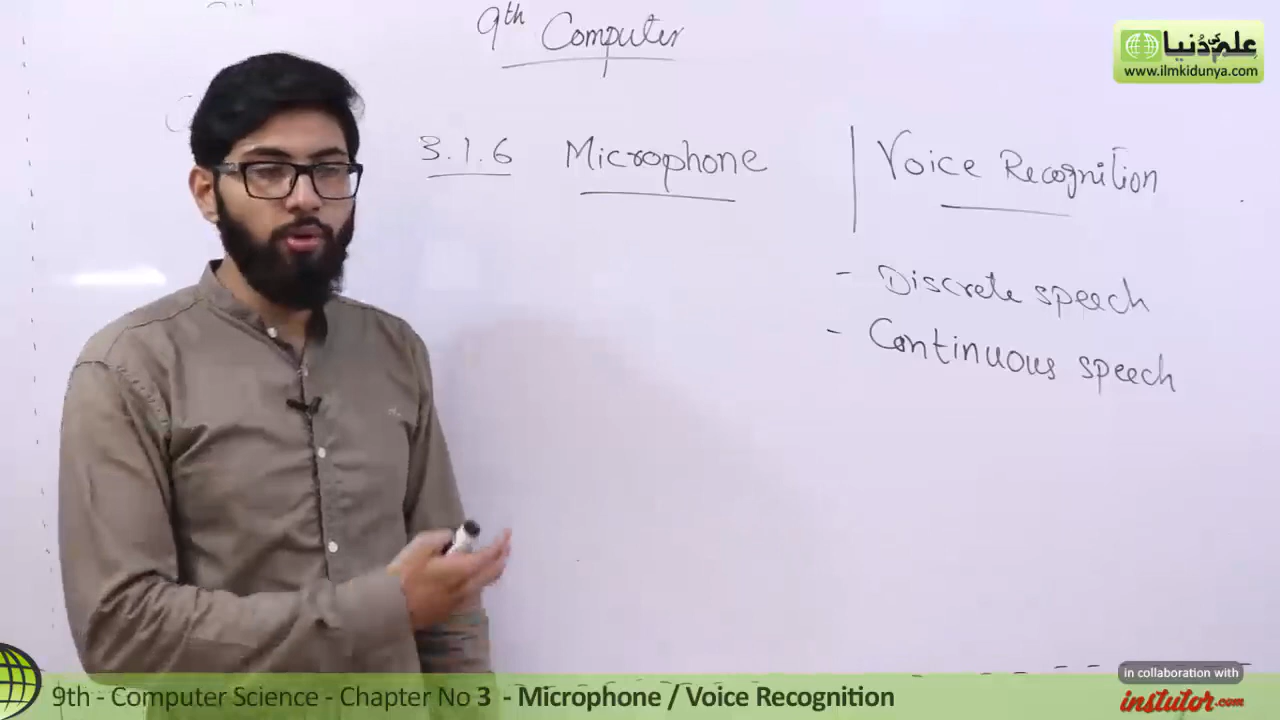 9th Computer
علم کی دُنیا
www.ilmkidunya.com
3.1.6 Microphone
Voice Recognition
- Discrete speech
- Continuous speech
in collaboration with
instutor.com
9th - Computer Science - Chapter No 3 - Microphone / Voice Recognition